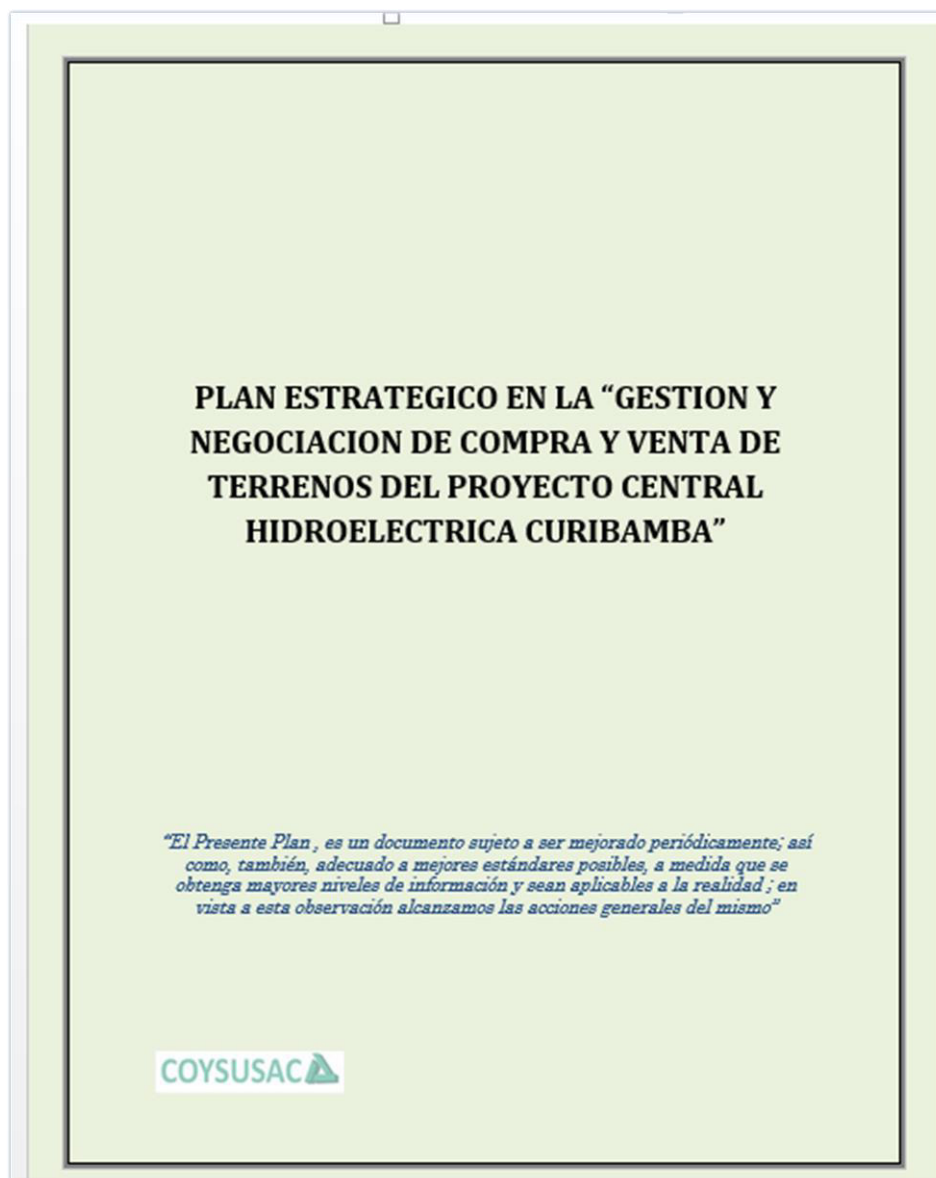 PLAN ESTRATEGICO EN LA “GESTION Y
NEGOCIACION DE COMPRA Y VENTA DE
TERRENOS DEL PROYECTO CENTRAL
HIDROELECTRICA CURIBAMBA”
“El Presente Plan , es un documento sujeto a ser mejorado periódicamente; así
como, también, adecuado a mejores estándares posibles, a medida que se
obtenga mayores niveles de información y sean aplicables a la realidad ; en
vista a esta observación alcanzamos las acciones generales del mismo”
COYSUSAC